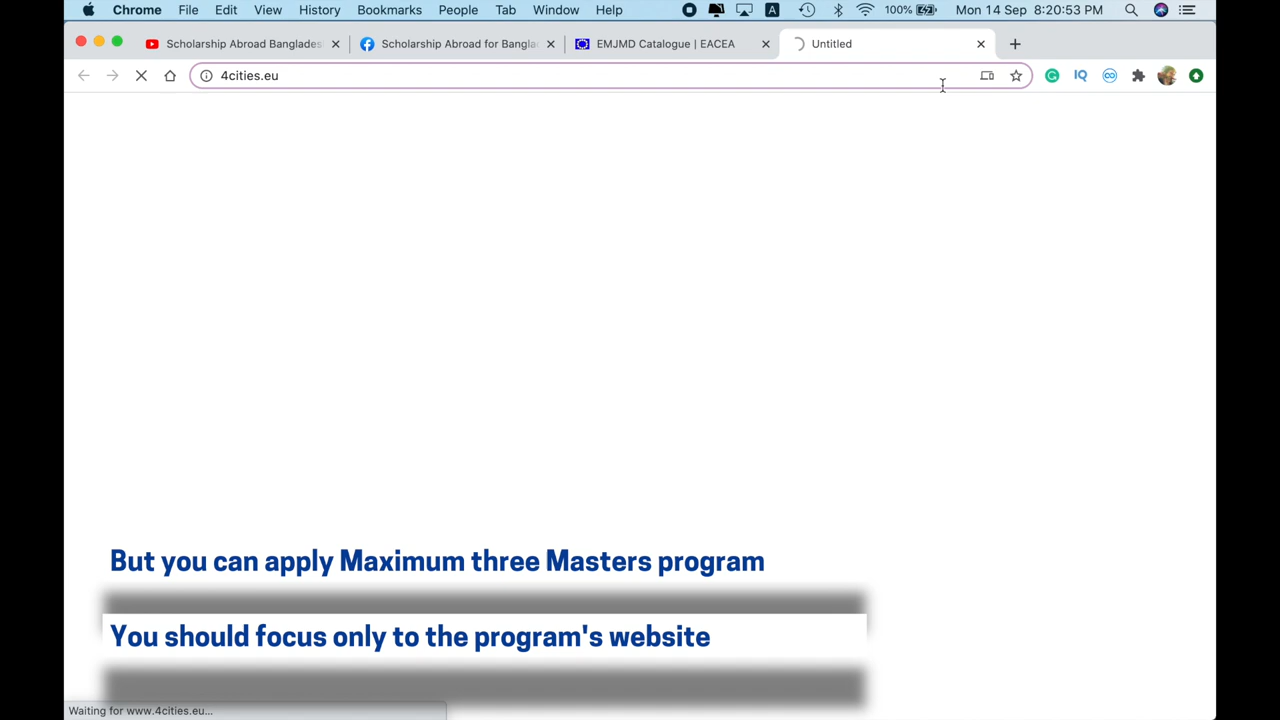 Chrome File Edit View History Bookmarks People Tab Window Help A 100% Mon 14 Sep 8:20:53 PM
Scholarship Abroad Banglades
Scholarship Abroad for Bangla
EMJMD Catalogue | EACEA
Untitled
4cities.eu
IQ
But you can apply Maximum three Masters program
You should focus only to the program's website
Waiting for www.4cities.eu...